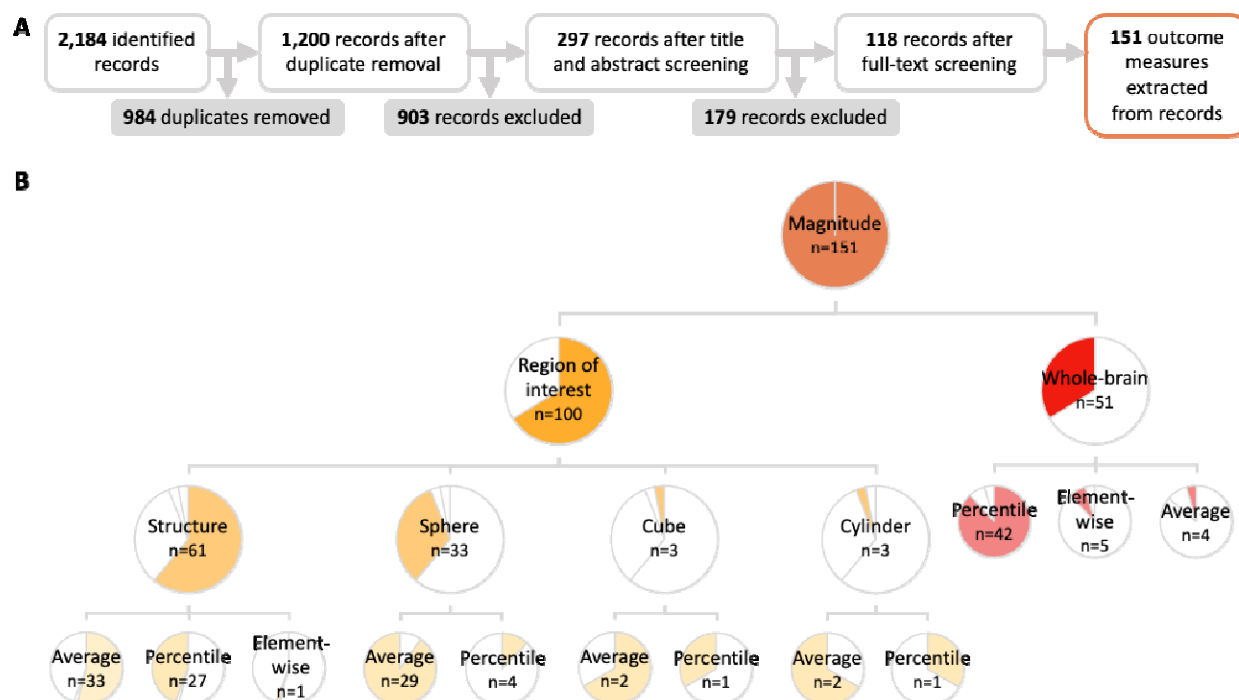 A
2,184 identified
records
1,200 records after
duplicate removal
297 records after title
and abstract screening
118 records after
full-text screening
151 outcome
measures
extracted
from records
984 duplicates removed
903 records excluded
179 records excluded
B
Magnitude
n=151
Region of
interest
n=100
Whole-brain
n=51
Structure
n=61
Sphere
n=33
Cube
n=3
Cylinder
n=3
Percentile
n=42
Element-
wise
n=5
Average
n=4
Average
n=33
Percentile
n=27
Element-
wise
n=1
Average
n=29
Percentile
n=4
Average
n=2
Percentile
n=1
Average
n=2
Percentile
n=1